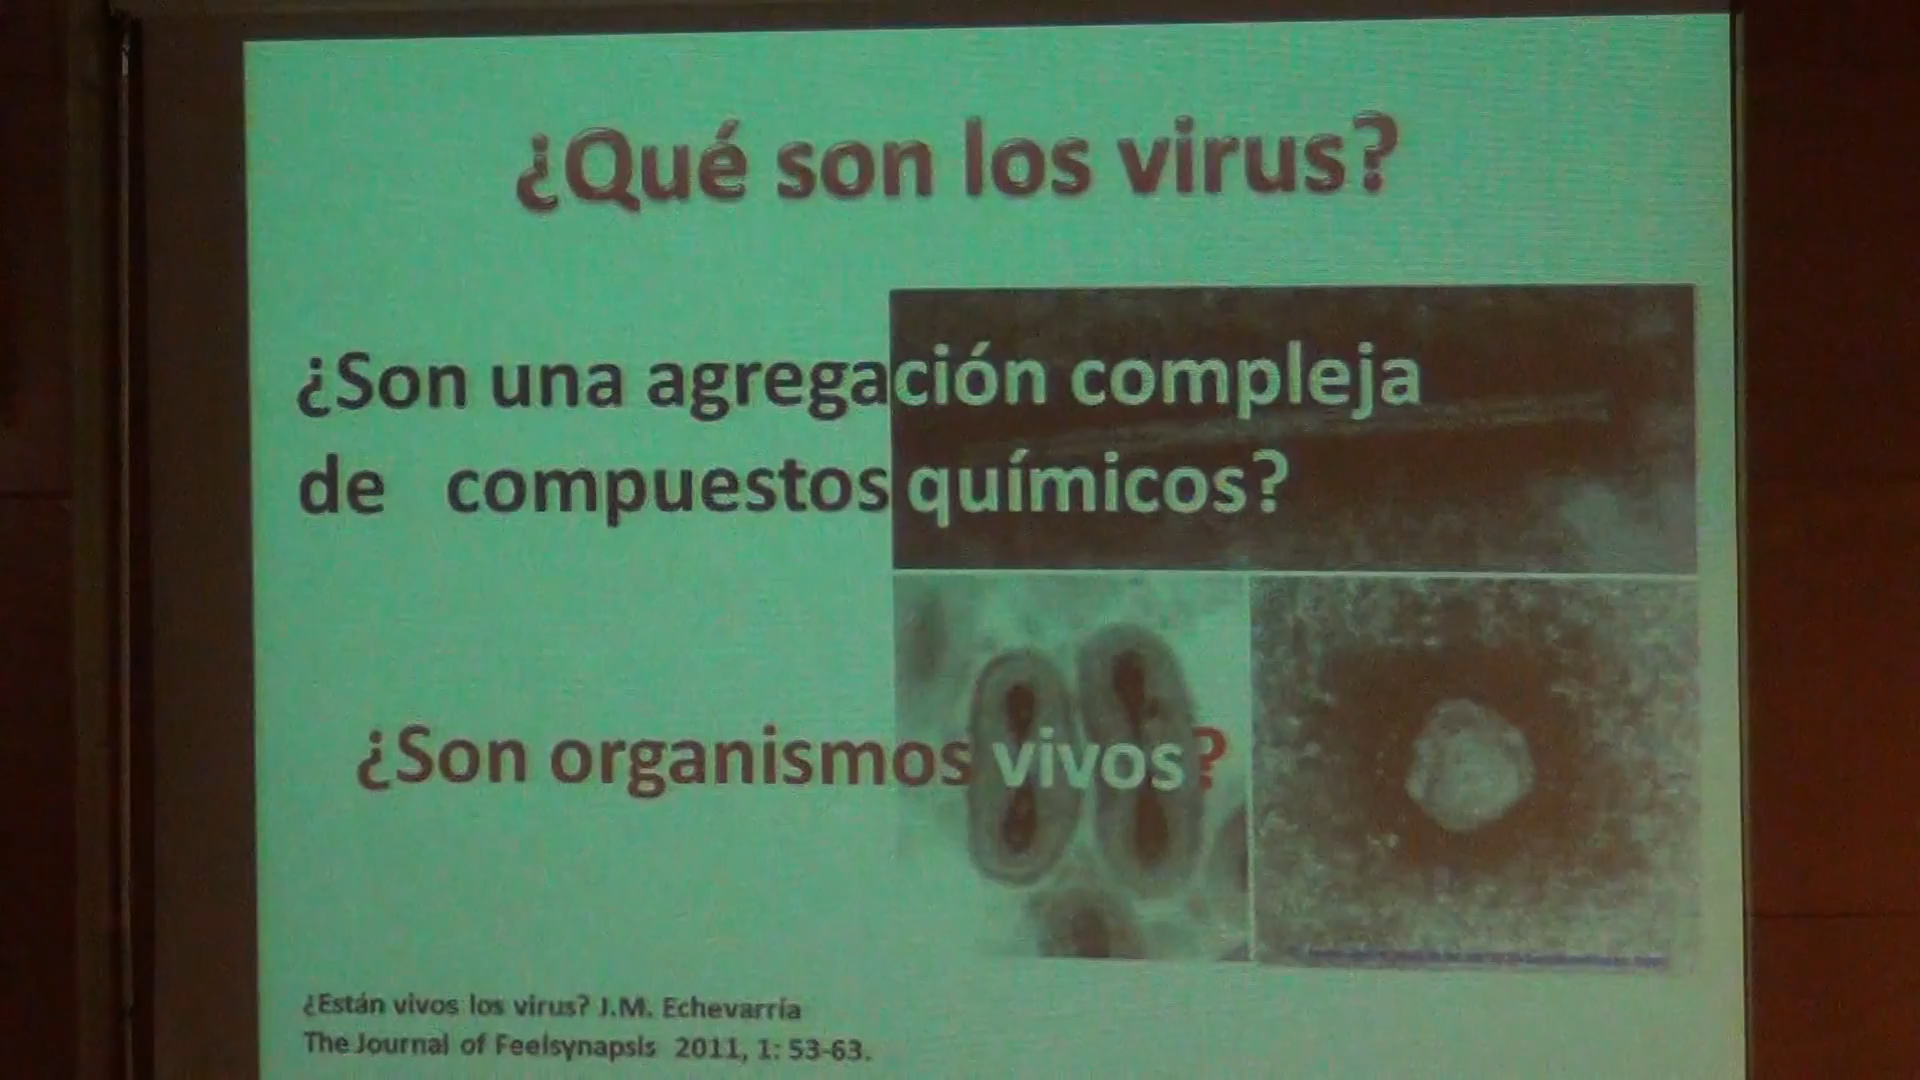 ¿Qué son los virus?
¿Son una agregación compleja
de compuestos químicos?
¿Son organismos vivos?
¿Están vivos los virus? J.M. Echevarría
The Journal of Feelsynapsis 2011, 1: 53-63.